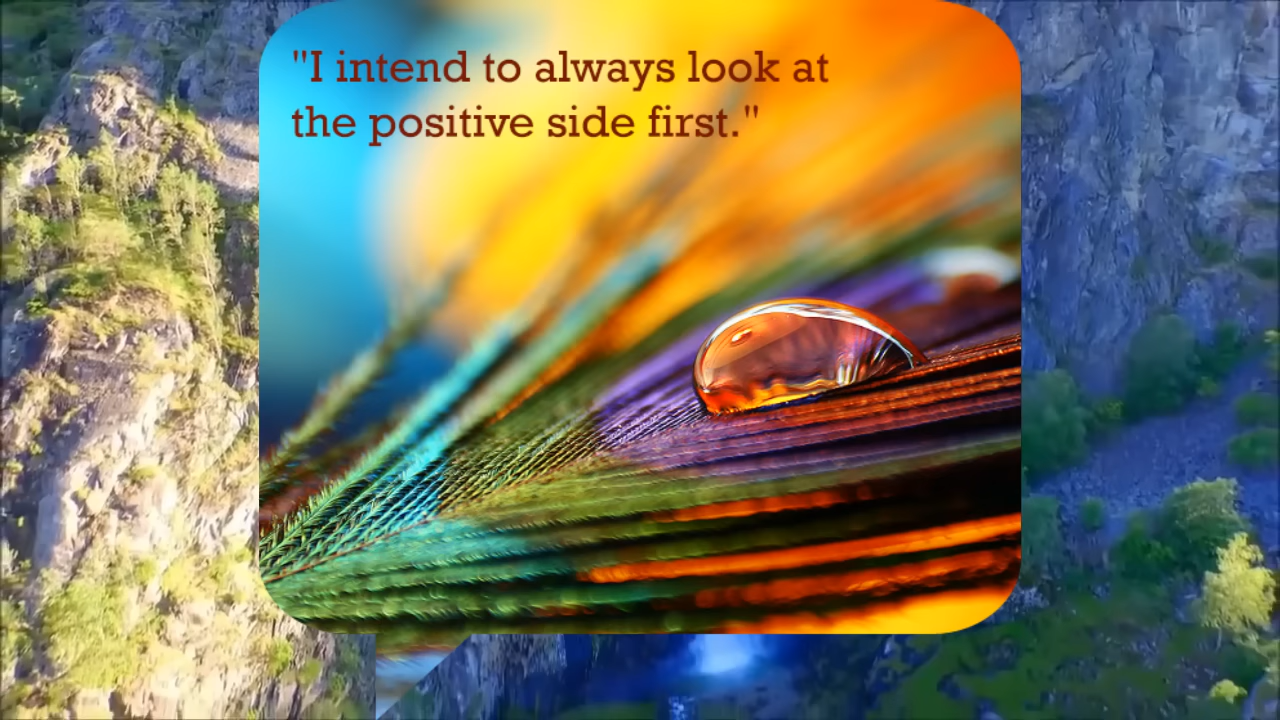 "I intend to always look at
the positive side first."